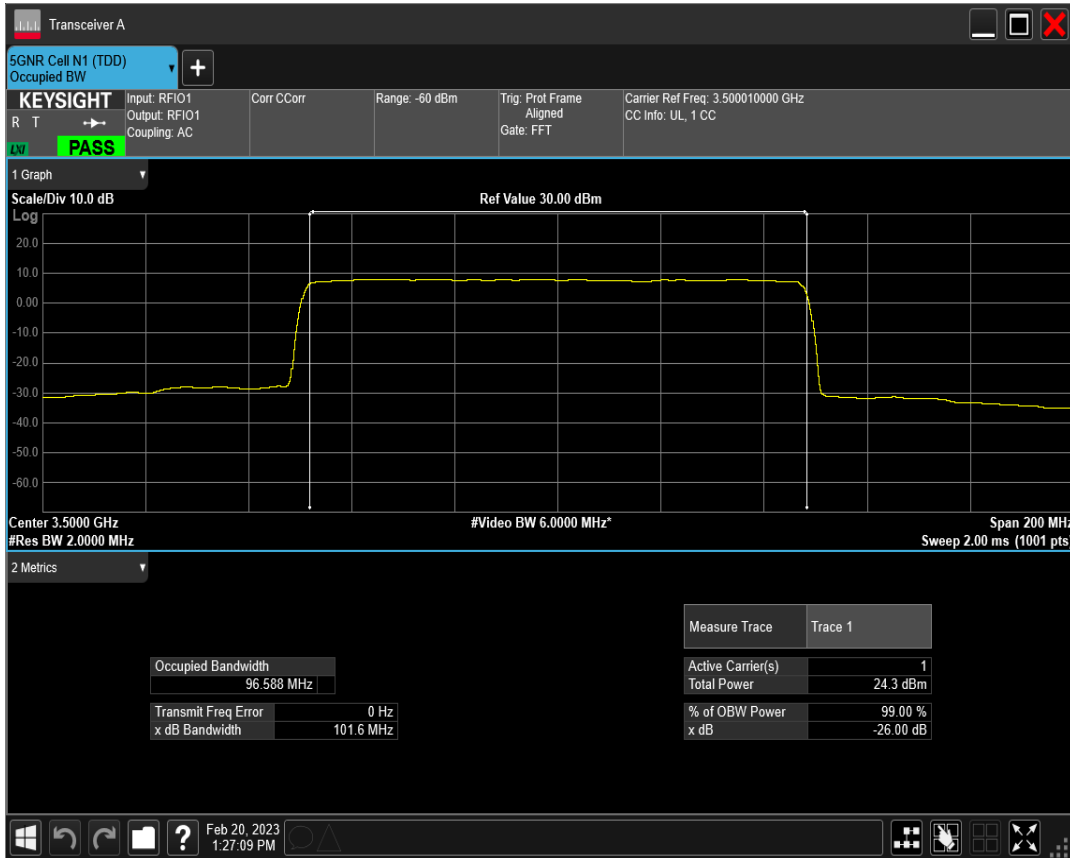 Transceiver A
5GNR Cell N1 (TDD)
Occupied BW
+
KEYSIGHT
R T
LXI
PASS
Input: RFIO1
Output: RFIO1
Coupling: AC
Corr CCorr
Range: -60 dBm
Trig: Prot Frame
Aligned
Gate: FFT
Carrier Ref Freq: 3.500010000 GHz
CC Info: UL, 1 CC
1 Graph
Scale/Div 10.0 dB
Ref Value 30.00 dBm
Log
20.0
10.0
0.00
-10.0
-20.0
-30.0
-40.0
-50.0
-60.0
Center 3.5000 GHz
#Video BW 6.0000 MHz*
Span 200 MHz
#Res BW 2.0000 MHz
Sweep 2.00 ms (1001 pts)
2 Metrics
Measure Trace Trace 1
Occupied Bandwidth
96.588 MHz
Active Carrier(s) 1
Total Power 24.3 dBm
Transmit Freq Error 0 Hz
x dB Bandwidth 101.6 MHz
% of OBW Power 99.00 %
x dB -26.00 dB
?
Feb 20, 2023
1:27:09 PM